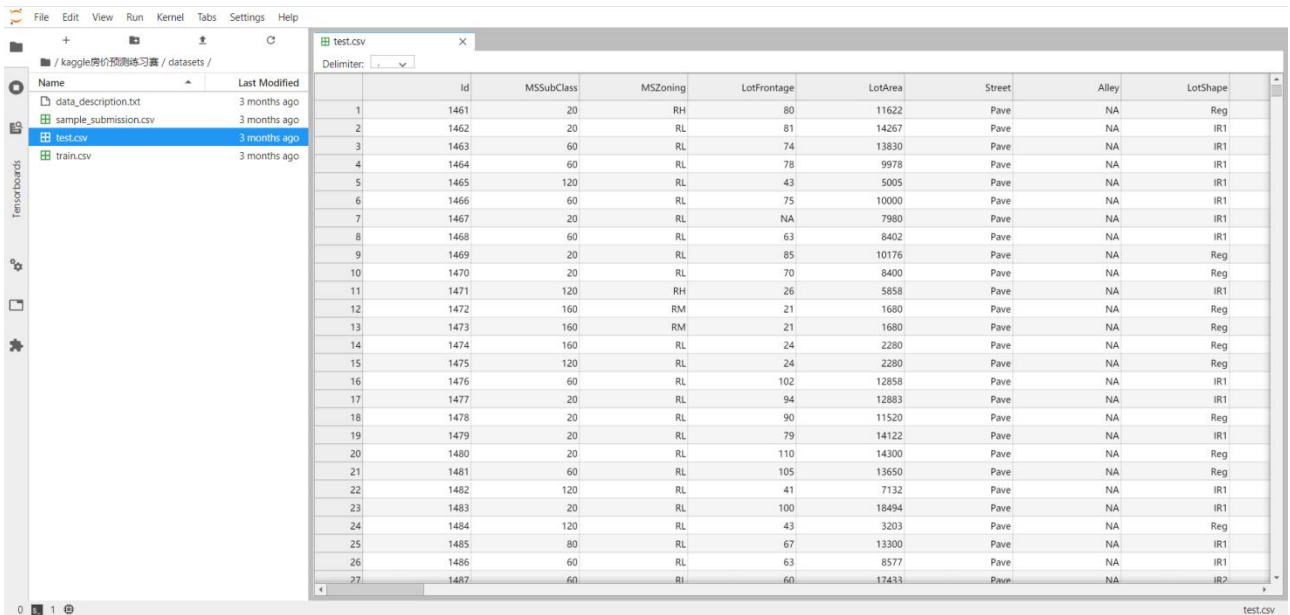 File Edit View Run Kernel Tabs Settings Help
/ kaggle房价预测练习赛 / datasets /
Name Last Modified
data_description.txt 3 months ago
sample_submission.csv 3 months ago
test.csv 3 months ago
train.csv 3 months ago
Tensorboards
test.csv ×
Delimiter: ,
Id MSSubClass MSZoning LotFrontage LotArea Street Alley LotShape
1 1461 20 RH 80 11622 Pave NA Reg
2 1462 20 RL 81 14267 Pave NA IR1
3 1463 60 RL 74 13830 Pave NA IR1
4 1464 60 RL 78 9978 Pave NA IR1
5 1465 120 RL 43 5005 Pave NA IR1
6 1466 60 RL 75 10000 Pave NA IR1
7 1467 20 RL NA 7980 Pave NA IR1
8 1468 60 RL 63 8402 Pave NA IR1
9 1469 20 RL 85 10176 Pave NA Reg
10 1470 20 RL 70 8400 Pave NA Reg
11 1471 120 RH 26 5858 Pave NA IR1
12 1472 160 RM 21 1680 Pave NA Reg
13 1473 160 RM 21 1680 Pave NA Reg
14 1474 160 RL 24 2280 Pave NA Reg
15 1475 120 RL 24 2280 Pave NA Reg
16 1476 60 RL 102 12858 Pave NA IR1
17 1477 20 RL 94 12883 Pave NA IR1
18 1478 20 RL 90 11520 Pave NA Reg
19 1479 20 RL 79 14122 Pave NA IR1
20 1480 20 RL 110 14300 Pave NA Reg
21 1481 60 RL 105 13650 Pave NA Reg
22 1482 120 RL 41 7132 Pave NA IR1
23 1483 20 RL 100 18494 Pave NA IR1
24 1484 120 RL 43 3203 Pave NA Reg
25 1485 80 RL 67 13300 Pave NA IR1
26 1486 60 RL 63 8577 Pave NA IR1
27 1487 60 RL 60 17433 Pave NA IR2
0 1 test.csv